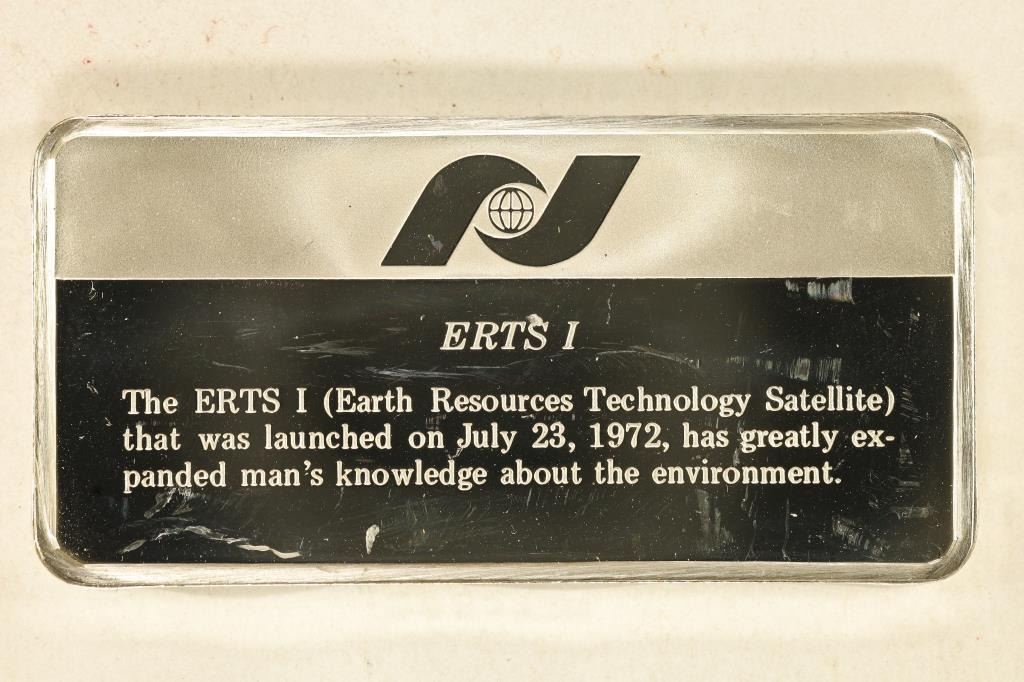 ERTS I
The ERTS I (Earth Resources Technology Satellite)
that was launched on July 23, 1972, has greatly ex-
panded man's knowledge about the environment.